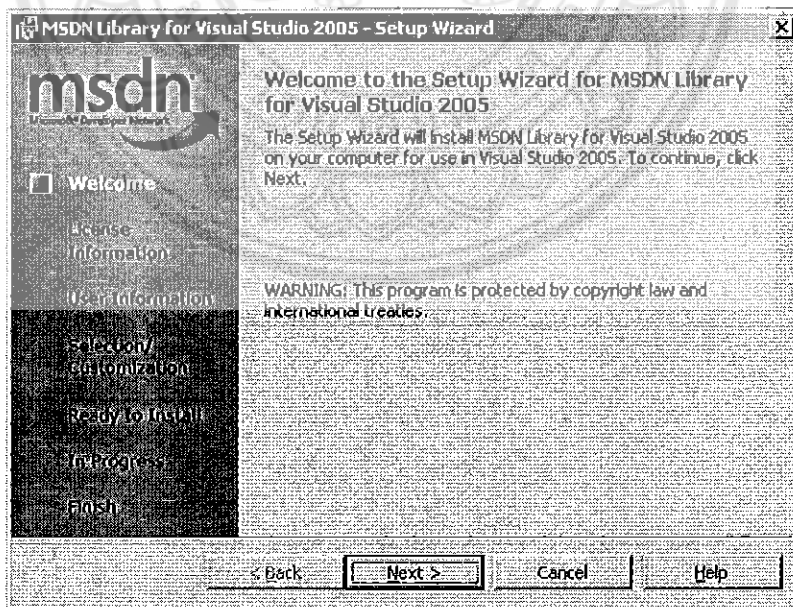 MSDN Library for Visual Studio 2005 - Setup Wizard
msdn
Microsoft Developer Network
Welcome
License
Information
User Information
Selection/
Customization
Ready to Install
In Progress
Finish
Welcome to the Setup Wizard for MSDN Library
for Visual Studio 2005
The Setup Wizard will install MSDN Library for Visual Studio 2005
on your computer for use in Visual Studio 2005. To continue, click
Next.
WARNING: This program is protected by copyright law and
international treaties.
< Back
Next >
Cancel
Help